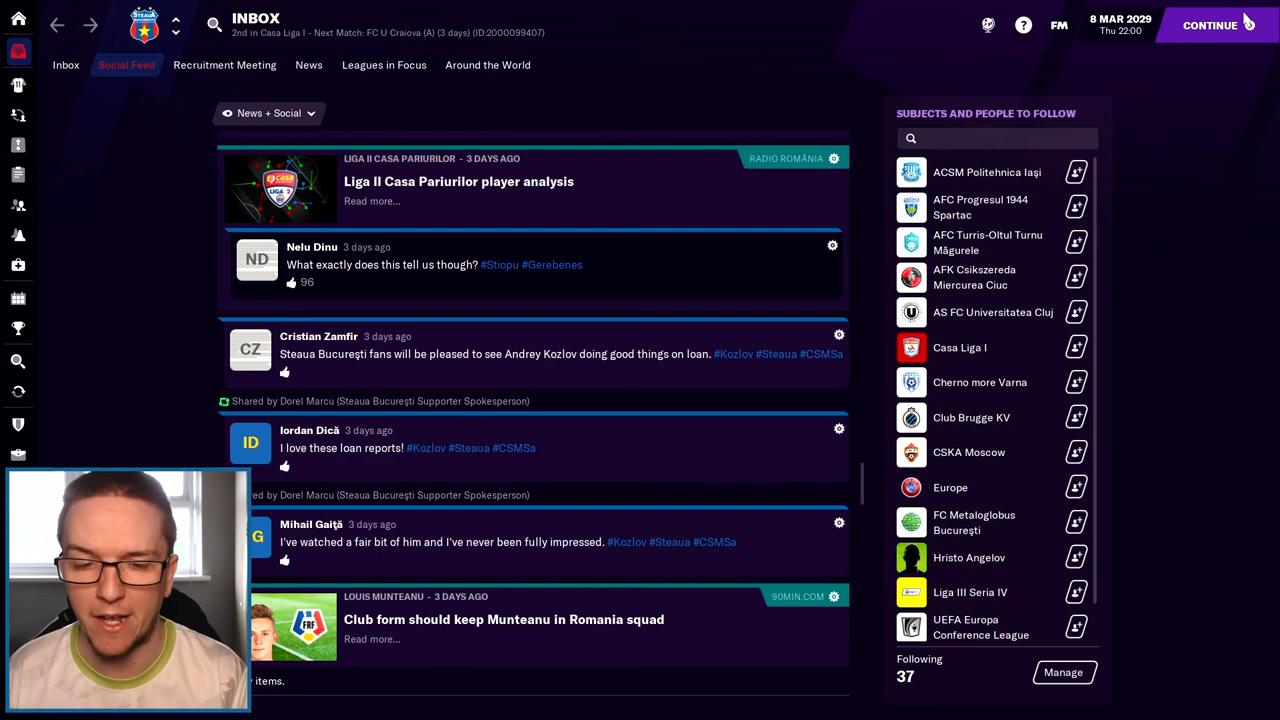 INBOX
2nd in Casa Liga I - Next Match: FC U Craiova (A) (3 days) (ID:2000099407)
FM
8 MAR 2029
Thu 22:00
CONTINUE
Inbox
Social Feed
Recruitment Meeting
News
Leagues in Focus
Around the World
News + Social
LIGA II CASA PARIURILOR - 3 DAYS AGO
RADIO ROMÂNIA
Liga II Casa Pariurilor player analysis
Read more...
ND
Nelu Dinu 3 days ago
What exactly does this tell us though? #Stiopu #Gerebenes
96
CZ
Cristian Zamfir 3 days ago
Steaua Bucureşti fans will be pleased to see Andrey Kozlov doing good things on loan. #Kozlov #Steaua #CSMSa
Shared by Dorel Marcu (Steaua Bucureşti Supporter Spokesperson)
ID
Iordan Dică 3 days ago
I love these loan reports! #Kozlov #Steaua #CSMSa
ed by Dorel Marcu (Steaua Bucureşti Supporter Spokesperson)
G
Mihail Gaiţă 3 days ago
I've watched a fair bit of him and I've never been fully impressed. #Kozlov #Steaua #CSMSa
LOUIS MUNTEANU - 3 DAYS AGO
90MIN.COM
FRF
Club form should keep Munteanu in Romania squad
Read more...
items.
SUBJECTS AND PEOPLE TO FOLLOW
ACSM Politehnica Iaşi
AFC Progresul 1944
Spartac
AFC Turris-Oltul Turnu
Măgurele
AFK Csikszereda
Miercurea Ciuc
AS FC Universitatea Cluj
Casa Liga I
Cherno more Varna
Club Brugge KV
CSKA Moscow
Europe
FC Metaloglobus
Bucureşti
Hristo Angelov
Liga III Seria IV
UEFA Europa
Conference League
Following
37
Manage